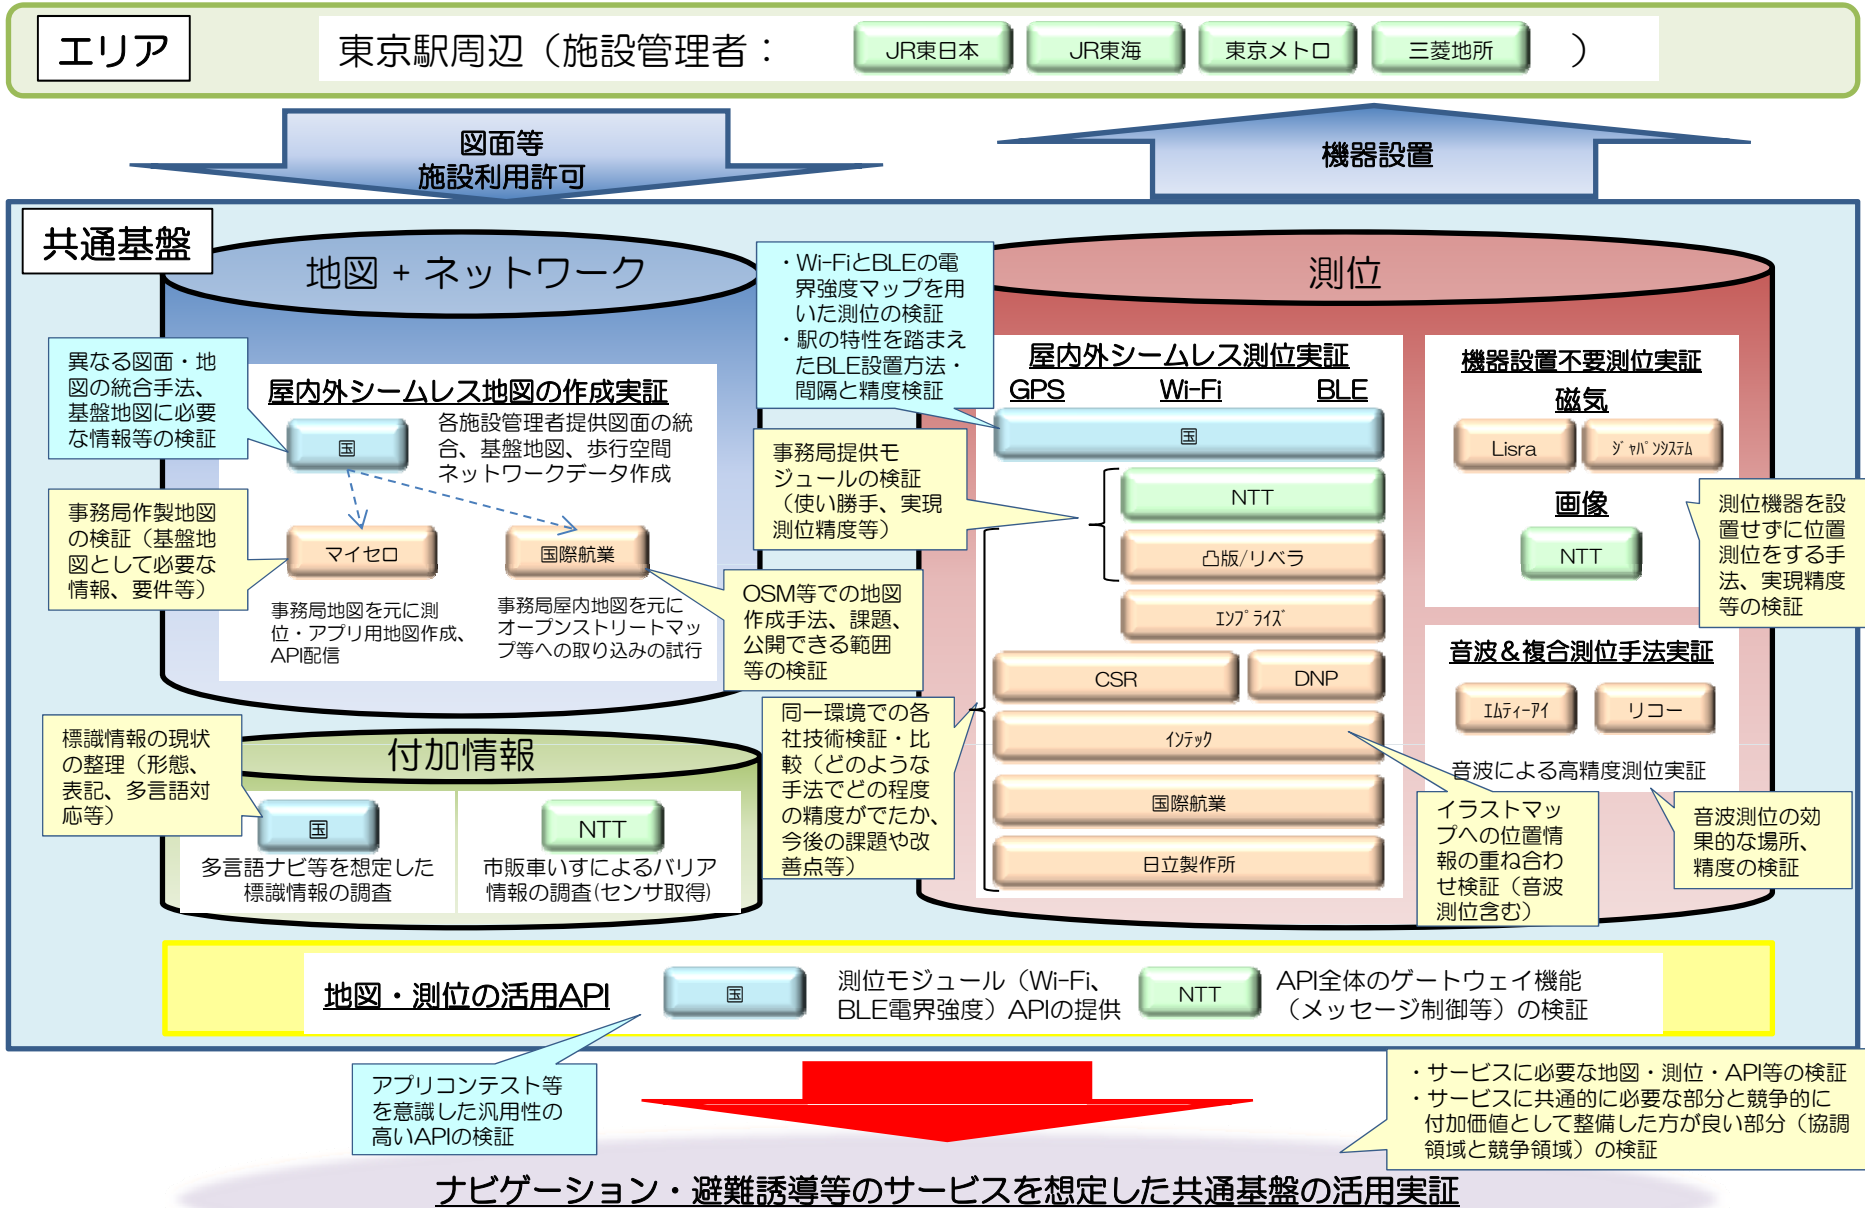 エリア
東京駅周辺（施設管理者：
JR東日本
JR東海
東京メトロ
三菱地所
）
図面等
施設利用許可
機器設置
共通基盤
地図 + ネットワーク
異なる図面・地
図の統合手法、
基盤地図に必要
な情報等の検証
屋内外シームレス地図の作成実証
国
各施設管理者提供図面の統
合、基盤地図、歩行空間
ネットワークデータ作成
事務局作製地図
の検証（基盤地
図として必要な
情報、要件等）
マイセロ
国際航業
事務局地図を元に測
位・アプリ用地図作成、
API配信
事務局屋内地図を元に
オープンストリートマッ
プ等への取り込みの試行
OSM等での地図
作成手法、課題、
公開できる範囲
等の検証
付加情報
標識情報の現状
の整理（形態、
表記、多言語対
応等）
国
多言語ナビ等を想定した
標識情報の調査
NTT
市販車いすによるバリア
情報の調査(センサ取得)
測位
・Wi-FiとBLEの電
界強度マップを用
いた測位の検証
・駅の特性を踏まえ
たBLE設置方法・
間隔と精度検証
屋内外シームレス測位実証
GPS Wi-Fi BLE
国
事務局提供モ
ジュールの検証
（使い勝手、実現
測位精度等）
NTT
凸版/リベラ
ｴﾝﾌﾟﾗｲｽﾞ
CSR
DNP
ｲﾝﾃｯｸ
国際航業
日立製作所
同一環境での各
社技術検証・比
較（どのような
手法でどの程度
の精度がでたか、
今後の課題や改
善点等）
機器設置不要測位実証
磁気
Lisra
ｼﾞｬﾊﾟﾝｼｽﾃﾑ
画像
NTT
測位機器を設
置せずに位置
測位をする手
法、実現精度
等の検証
音波＆複合測位手法実証
ｴﾑﾃｨｰｱｲ
リコー
音波による高精度測位実証
イラストマッ
プへの位置情
報の重ね合わ
せ検証（音波
測位含む）
音波測位の効
果的な場所、
精度の検証
地図・測位の活用API
国
測位モジュール（Wi-Fi、
BLE電界強度）APIの提供
NTT
API全体のゲートウェイ機能
（メッセージ制御等）の検証
アプリコンテスト等
を意識した汎用性の
高いAPIの検証
・サービスに必要な地図・測位・API等の検証
・サービスに共通的に必要な部分と競争的に
付加価値として整備した方が良い部分（協調
領域と競争領域）の検証
ナビゲーション・避難誘導等のサービスを想定した共通基盤の活用実証